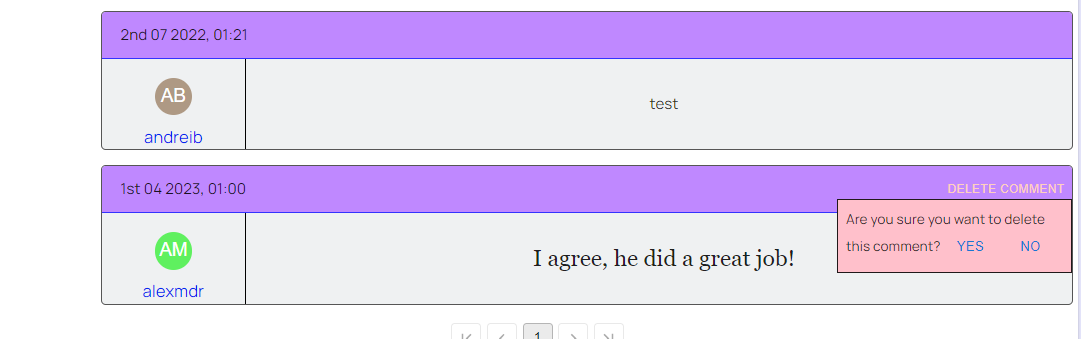 2nd 07 2022, 01:21
AB
andreib
test
1st 04 2023, 01:00
DELETE COMMENT
Are you sure you want to delete
this comment? YES NO
AM
alexmdr
I agree, he did a great job!
1